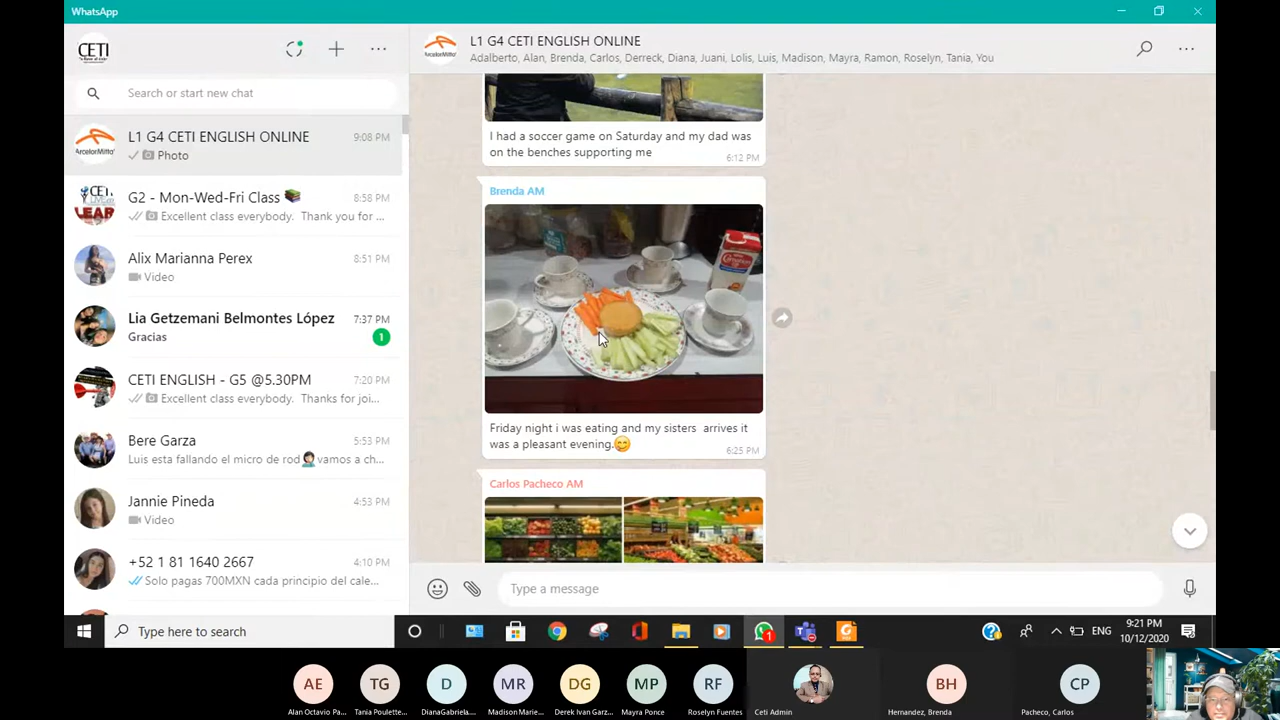 WhatsApp
CETI
Search or start new chat
L1 G4 CETI ENGLISH ONLINE
9:08 PM
Photo
G2 - Mon-Wed-Fri Class
8:58 PM
Excellent class everybody. Thank you for ...
Alix Marianna Perex
8:51 PM
Video
Lia Getzemani Belmontes López
7:37 PM
Gracias
1
CETI ENGLISH - G5 @5.30PM
7:20 PM
Excellent class everybody. Thanks for joi...
Bere Garza
5:53 PM
Luis esta fallando el micro de rod vamos a ch...
Jannie Pineda
4:53 PM
Video
+52 1 81 1640 2667
4:10 PM
Solo pagas 700MXN cada principio del cale...
L1 G4 CETI ENGLISH ONLINE
Adalberto, Alan, Brenda, Carlos, Derreck, Diana, Juani, Lolis, Luis, Madison, Mayra, Ramon, Roselyn, Tania, You
I had a soccer game on Saturday and my dad was
on the benches supporting me
6:12 PM
Brenda AM
Carnation
Friday night i was eating and my sisters arrives it
was a pleasant evening.
6:25 PM
Carlos Pacheco AM
Type a message
Type here to search
1
ENG
9:21 PM
10/12/2020
AE
TG
D
MR
DG
MP
RF
BH
CP
Alan Octavio Pa...
Tania Poulette...
DianaGabriela...
Madison Marie...
Derek Ivan Garz...
Mayra Ponce
Roselyn Fuentes
Ceti Admin
Hernandez, Brenda
Pacheco, Carlos